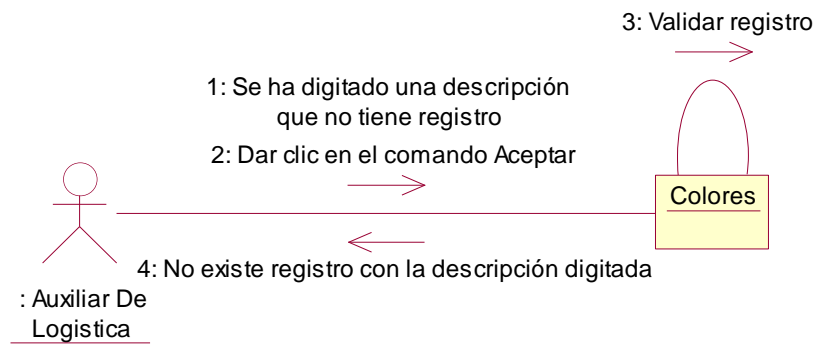 3: Validar registro
1: Se ha digitado una descripción
que no tiene registro
2: Dar clic en el comando Aceptar
Colores
4: No existe registro con la descripción digitada
: Auxiliar De
Logistica